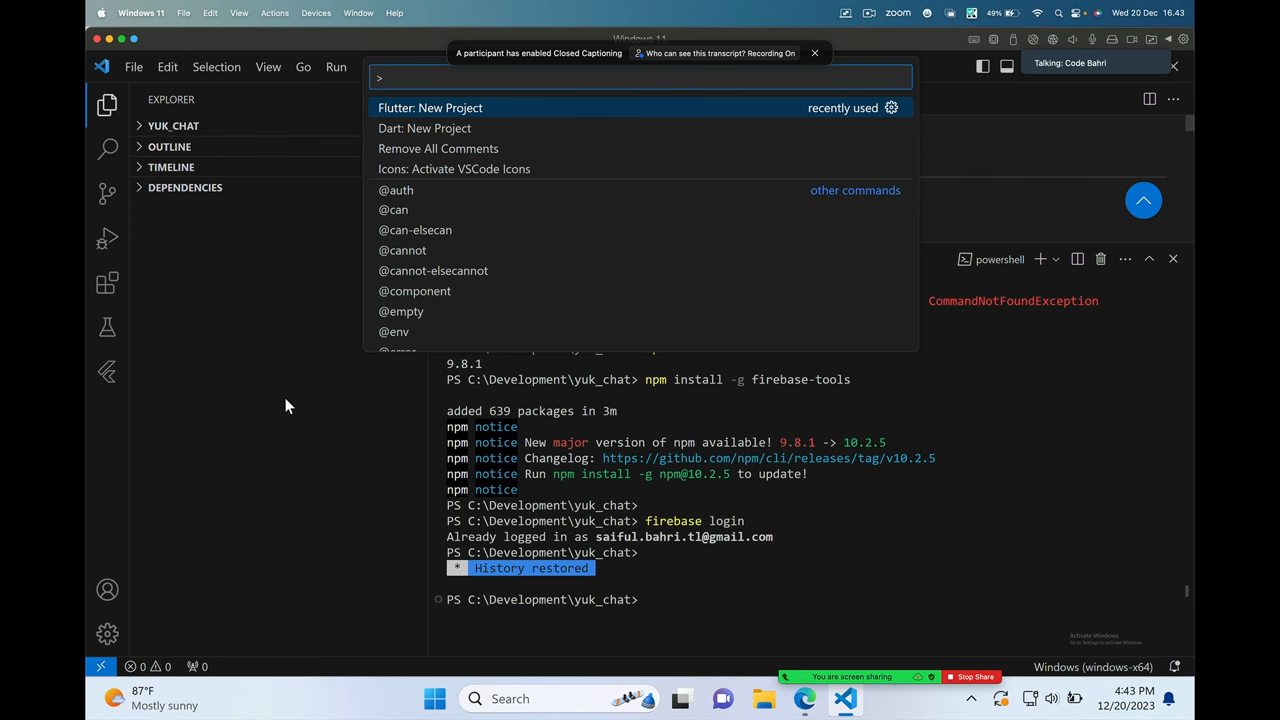 Windows 11 File Edit View Actions Devices Window Help zoom 49% Wed 20 Dec 16.43
A participant has enabled Closed Captioning Who can see this transcript? Recording On
Talking: Code Bahri
File Edit Selection View Go Run
>
Flutter: New Project recently used
Dart: New Project
Remove All Comments
Icons: Activate VSCode Icons
@auth other commands
@can
@can-elsecan
@cannot
@cannot-elsecannot
@component
@empty
@env
EXPLORER
YUK_CHAT
OUTLINE
TIMELINE
DEPENDENCIES
powershell
CommandNotFoundException
9.8.1
PS C:\Development\yuk_chat> npm install -g firebase-tools
added 639 packages in 3m
npm notice
npm notice New major version of npm available! 9.8.1 -> 10.2.5
npm notice Changelog: https://github.com/npm/cli/releases/tag/v10.2.5
npm notice Run npm install -g npm@10.2.5 to update!
npm notice
PS C:\Development\yuk_chat>
PS C:\Development\yuk_chat> firebase login
Already logged in as saiful.bahri.tl@gmail.com
PS C:\Development\yuk_chat>
* History restored
PS C:\Development\yuk_chat>
Activate Windows
Go to Settings to activate Windows.
0 0 0 Windows (windows-x64)
You are screen sharing Stop Share
87°F
Mostly sunny
Search
4:43 PM
12/20/2023